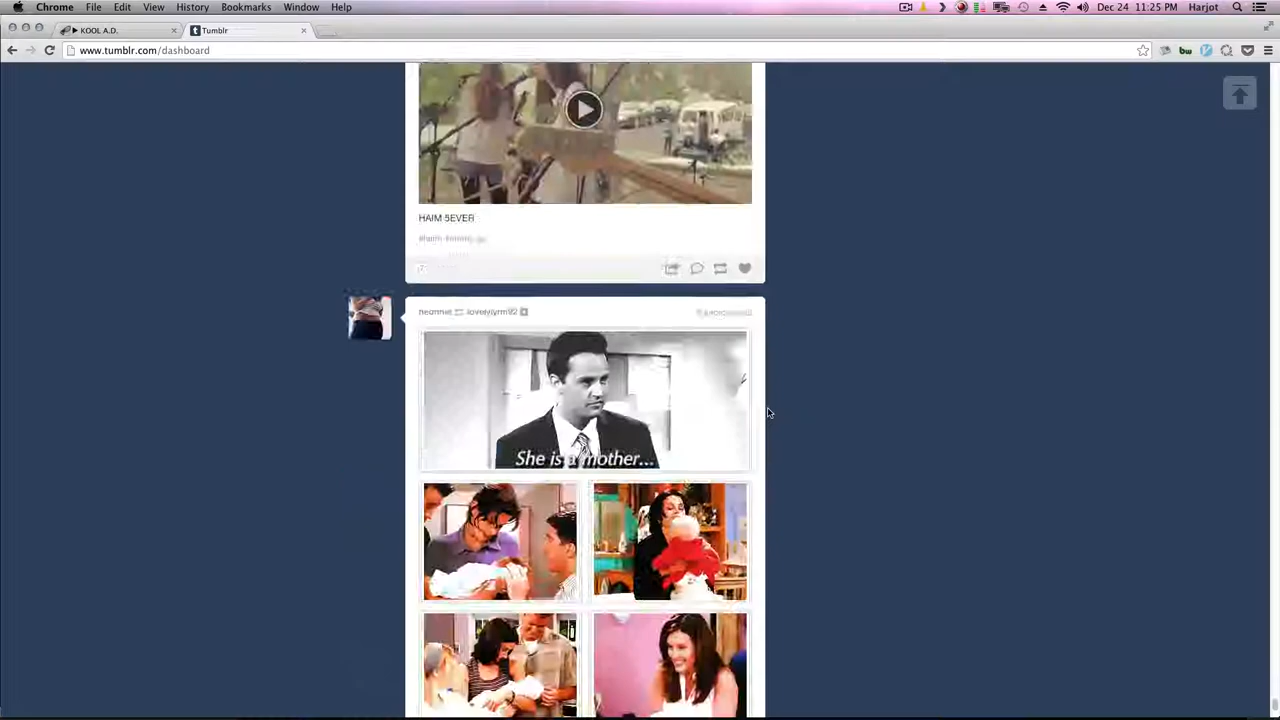 Chrome File Edit View History Bookmarks Window Help Dec 24 11:25 PM Harjot
KOOL A.D. Tumblr
www.tumblr.com/dashboard
HAIM 5EVER
She is a mother...